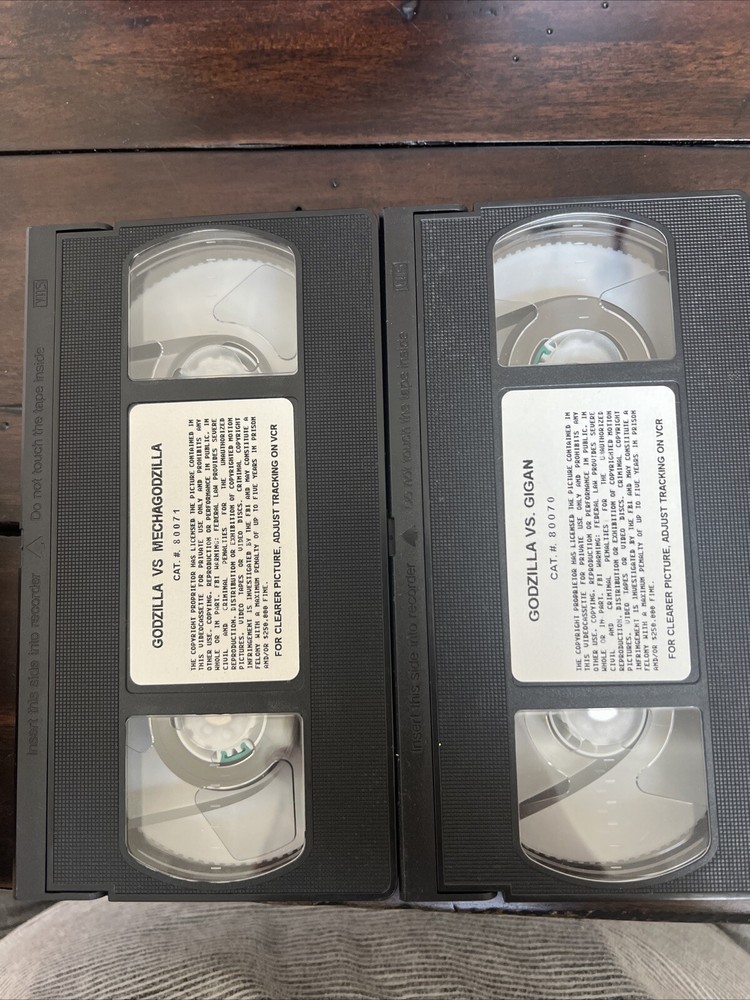 GODZILLA VS MECHAGODZILLA
CAT. #. 80071
THE COPYRIGHT PROPRIETOR HAS LICENSED THE PICTURE CONTAINED IN
THIS VIDEOCASSETTE FOR PRIVATE USE ONLY AND PROHIBITS ANY
OTHER USE, COPYING, REPRODUCTION OR PERFORMANCE IN PUBLIC, IN
WHOLE OR IN PART. FBI WARNING: FEDERAL LAW PROVIDES SEVERE
CIVIL AND CRIMINAL PENALTIES FOR THE UNAUTHORIZED
REPRODUCTION, DISTRIBUTION OR EXHIBITION OF COPYRIGHTED MOTION
PICTURES, VIDEO TAPES OR VIDEO DISCS. CRIMINAL COPYRIGHT
INFRINGEMENT IS INVESTIGATED BY THE FBI AND MAY CONSTITUTE A
FELONY WITH A MAXIMUM PENALTY OF UP TO FIVE YEARS IN PRISON
AND/OR $250.000 FINE.
FOR CLEARER PICTURE, ADJUST TRACKING ON VCR
Insert this side into recorder Do not touch the tape inside
VHS
GODZILLA VS. GIGAN
CAT. #. 80070
THE COPYRIGHT PROPRIETOR HAS LICENSED THE PICTURE CONTAINED IN
THIS VIDEOCASSETTE FOR PRIVATE USE ONLY AND PROHIBITS ANY
OTHER USE, COPYING, REPRODUCTION OR PERFORMANCE IN PUBLIC, IN
WHOLE OR IN PART. FBI WARNING: FEDERAL LAW PROVIDES SEVERE
CIVIL AND CRIMINAL PENALTIES FOR THE UNAUTHORIZED
REPRODUCTION, DISTRIBUTION OR EXHIBITION OF COPYRIGHTED MOTION
PICTURES, VIDEO TAPES OR VIDEO DISCS. CRIMINAL COPYRIGHT
INFRINGEMENT IS INVESTIGATED BY THE FBI AND MAY CONSTITUTE A
FELONY WITH A MAXIMUM PENALTY OF UP TO FIVE YEARS IN PRISON
AND/OR $250.000 FINE.
FOR CLEARER PICTURE, ADJUST TRACKING ON VCR
Insert this side into recorder Do not touch the tape inside
VHS